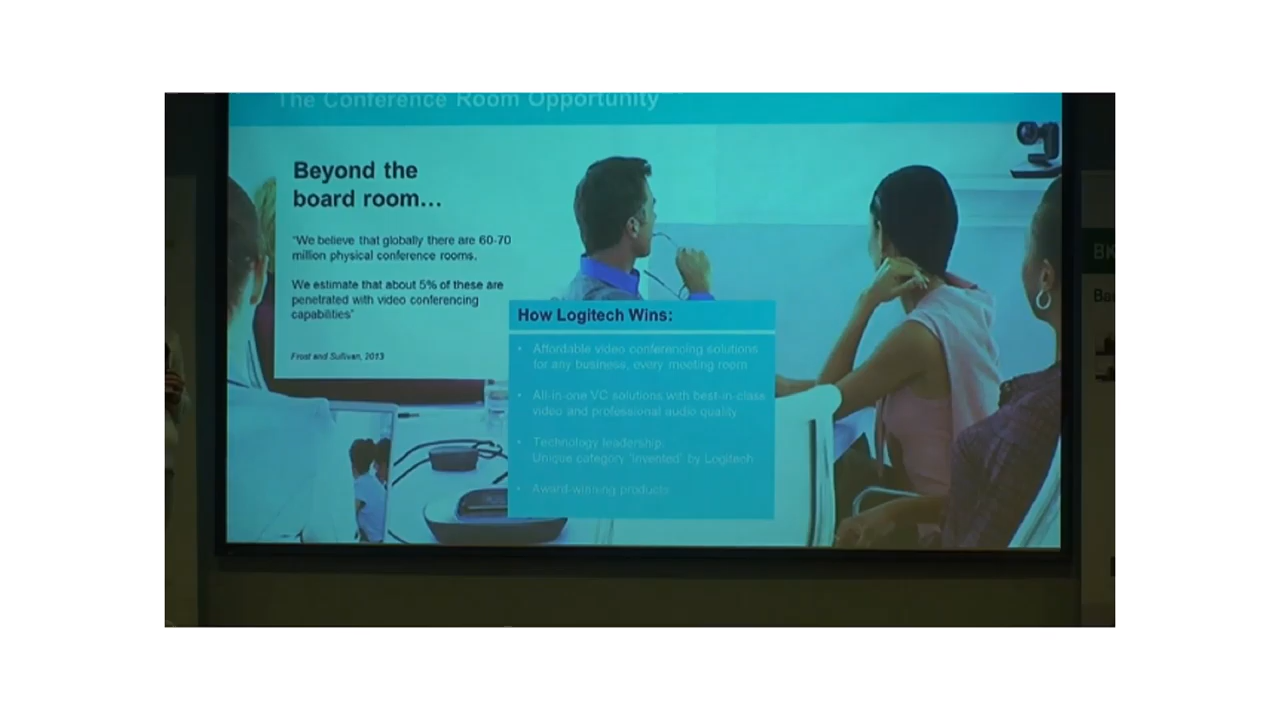 The Conference Room Opportunity
Beyond the
board room...
"We believe that globally there are 60-70
million physical conference rooms.
We estimate that about 5% of these are
penetrated with video conferencing
capabilities"
Frost and Sullivan, 2013
How Logitech Wins:
• Affordable video conferencing solutions
for any business, every meeting room
• All-in-one VC solutions with best-in-class
video and professional audio quality
• Technology leadership.
Unique category "invented" by Logitech
• Award-winning products